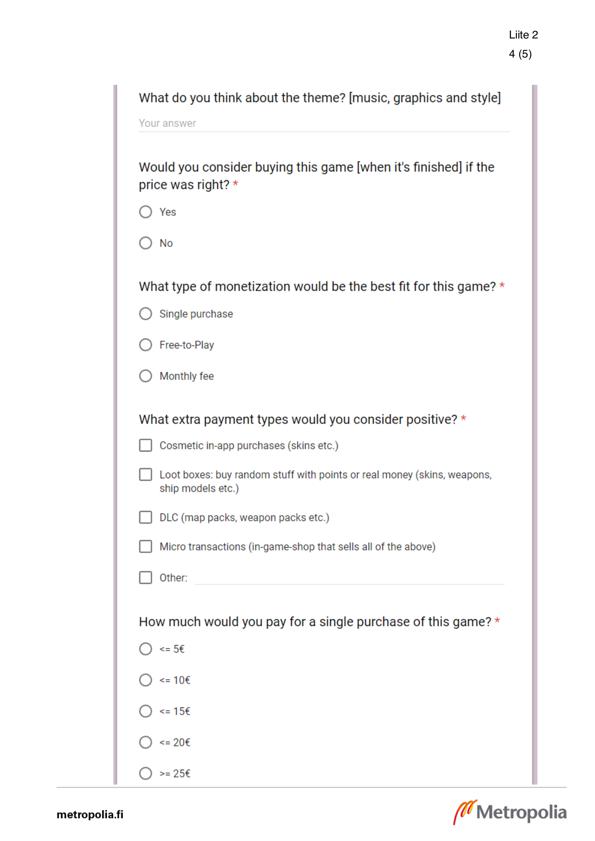 Liite 2
4 (5)
What do you think about the theme? [music, graphics and style]
Your answer
Would you consider buying this game [when it's finished] if the
price was right? *
Yes
No
What type of monetization would be the best fit for this game? *
Single purchase
Free-to-Play
Monthly fee
What extra payment types would you consider positive? *
Cosmetic in-app purchases (skins etc.)
Loot boxes: buy random stuff with points or real money (skins, weapons,
ship models etc.)
DLC (map packs, weapon packs etc.)
Micro transactions (in-game-shop that sells all of the above)
Other:
How much would you pay for a single purchase of this game? *
<= 5€
<= 10€
<= 15€
<= 20€
>= 25€
metropolia.fi
Metropolia